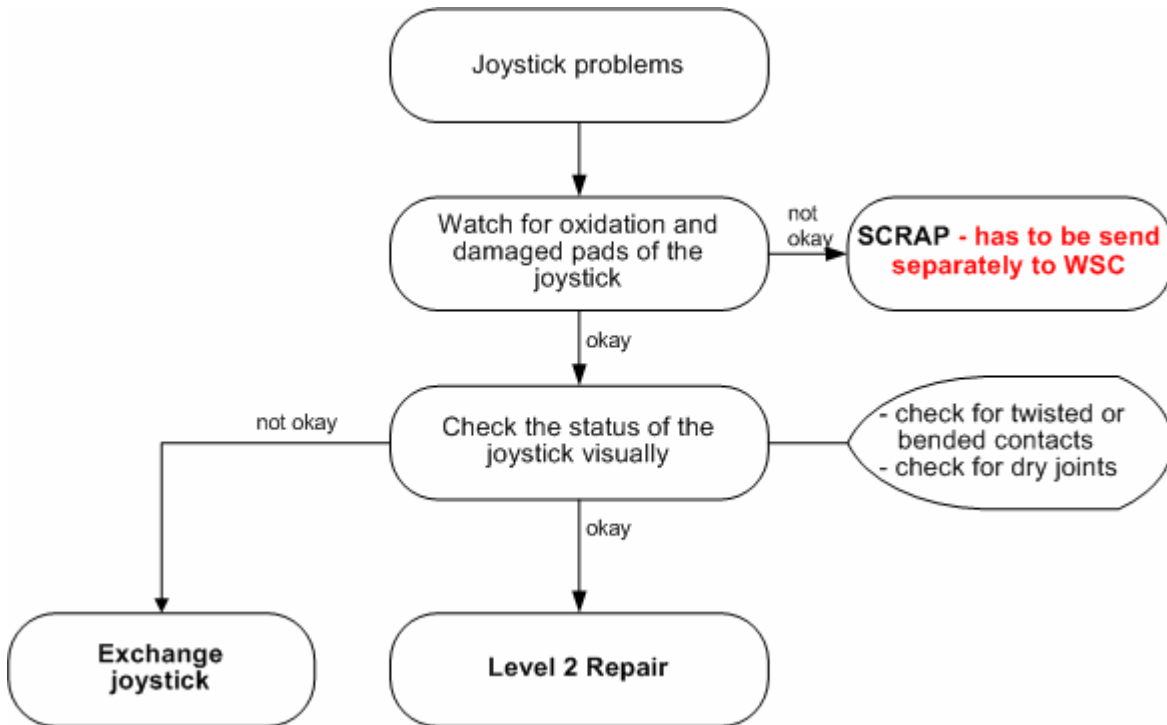 Joystick problems
Watch for oxidation and
damaged pads of the
joystick
not
okay
SCRAP - has to be send
separately to WSC
okay
not okay
Check the status of the
joystick visually
- check for twisted or
bended contacts
- check for dry joints
okay
Exchange
joystick
Level 2 Repair